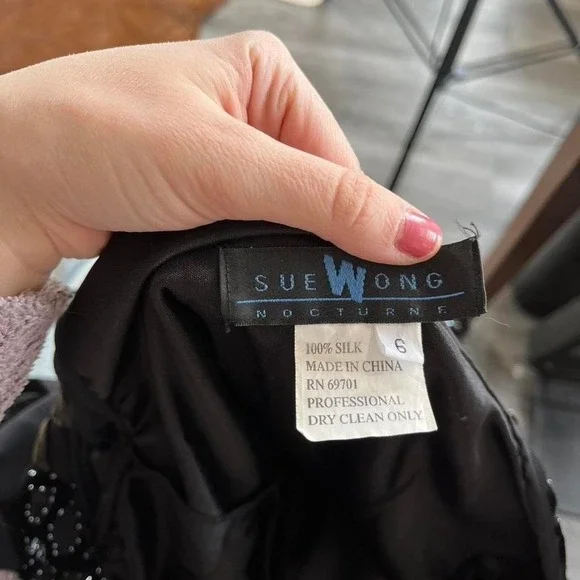 SUE WONG
NOCTURNE
100% SILK 6
MADE IN CHINA
RN 69701
PROFESSIONAL
DRY CLEAN ONLY